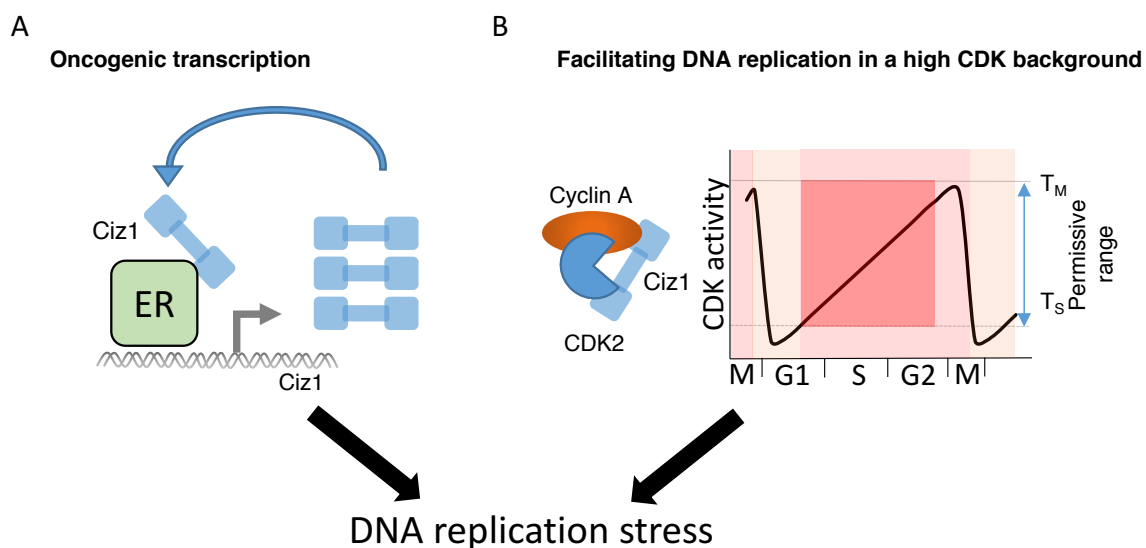 A
Oncogenic transcription
Ciz1
ER
Ciz1
B
Facilitating DNA replication in a high CDK background
Cyclin A
Ciz1
CDK2
CDK activity
T_M
T_S
Permissive
range
M G1 S G2 M
DNA replication stress